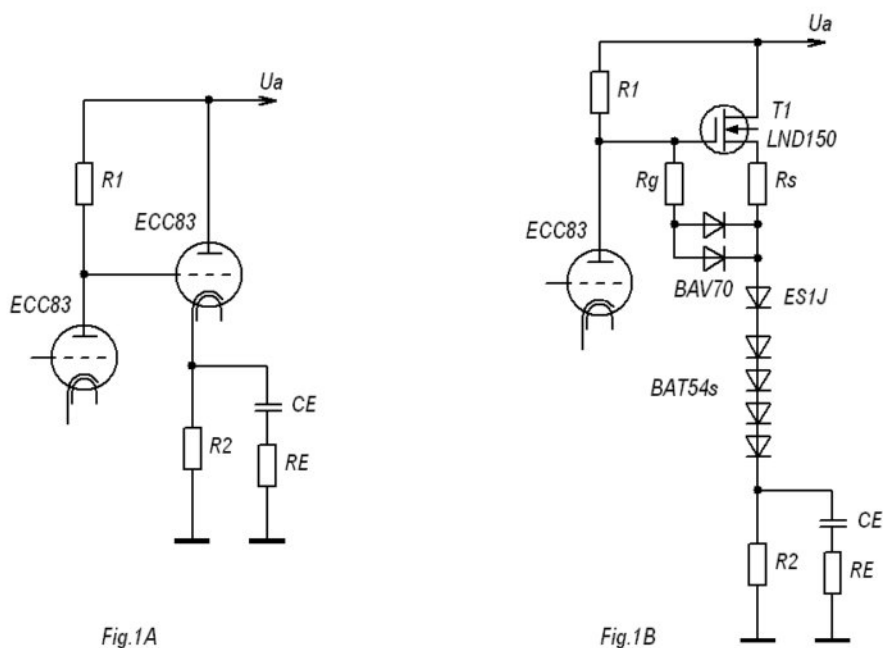 Ua
R1
ECC83
ECC83
CE
R2
RE
Fig.1A
Ua
R1
T1
LND150
Rg
Rs
ECC83
BAV70
ES1J
BAT54s
CE
R2
RE
Fig.1B